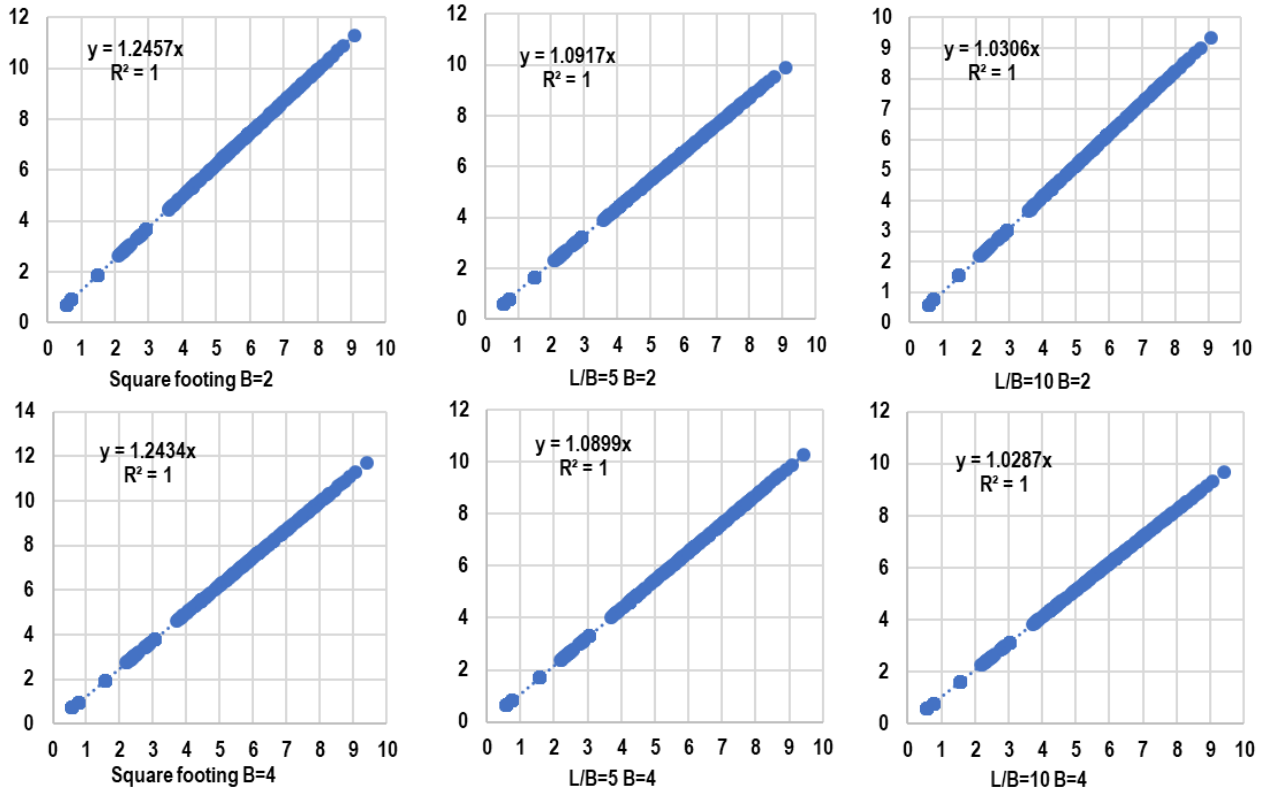 12
10
8
6
4
2
0
y = 1.2457x
R² = 1
0 1 2 3 4 5 6 7 8 9 10
Square footing B=2
12
10
8
6
4
2
0
y = 1.0917x
R² = 1
0 1 2 3 4 5 6 7 8 9 10
L/B=5 B=2
10
9
8
7
6
5
4
3
2
1
0
y = 1.0306x
R² = 1
0 1 2 3 4 5 6 7 8 9 10
L/B=10 B=2
14
12
10
8
6
4
2
0
y = 1.2434x
R² = 1
0 1 2 3 4 5 6 7 8 9 10
Square footing B=4
12
10
8
6
4
2
0
y = 1.0899x
R² = 1
0 1 2 3 4 5 6 7 8 9 10
L/B=5 B=4
12
10
8
6
4
2
0
y = 1.0287x
R² = 1
0 1 2 3 4 5 6 7 8 9 10
L/B=10 B=4